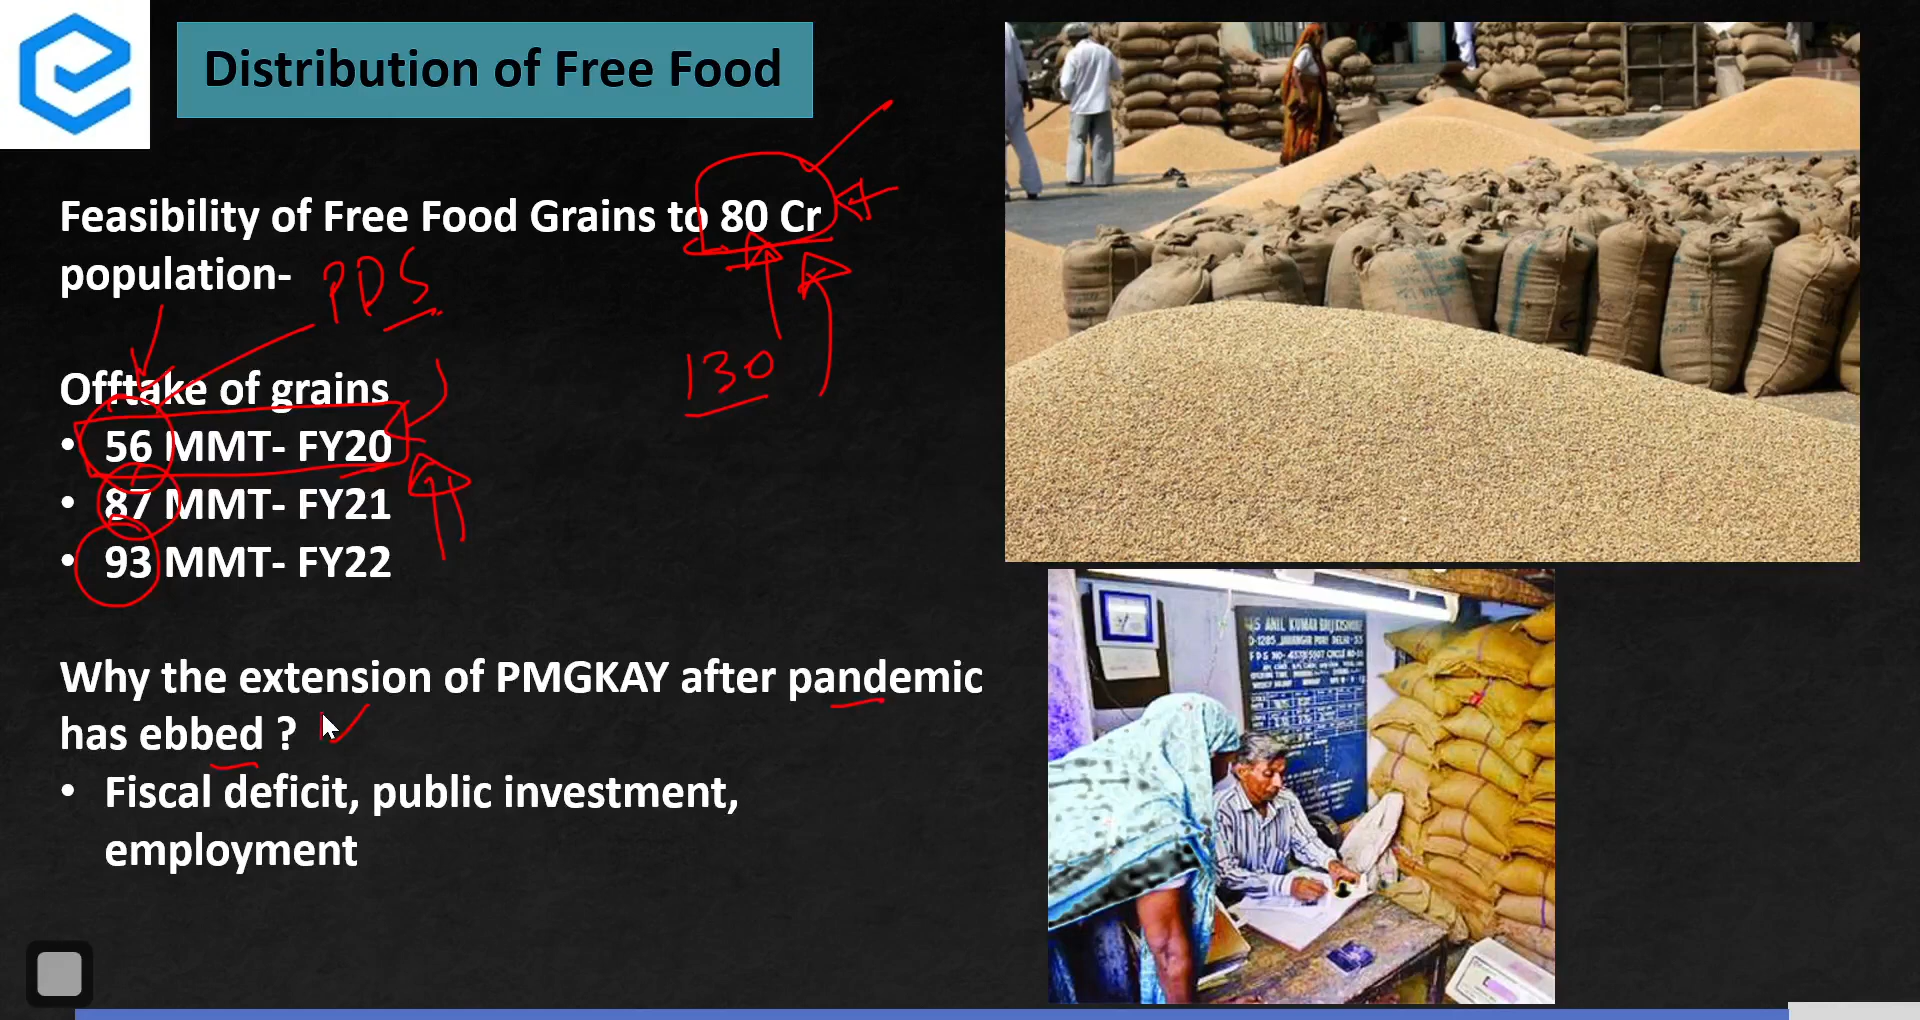 Distribution of Free Food
Feasibility of Free Food Grains to 80 Cr
population-
PDS
130
Offtake of grains
• 56 MMT- FY20
• 87 MMT- FY21
• 93 MMT- FY22
Why the extension of PMGKAY after pandemic
has ebbed ?
• Fiscal deficit, public investment,
employment
ANIL KUMAR